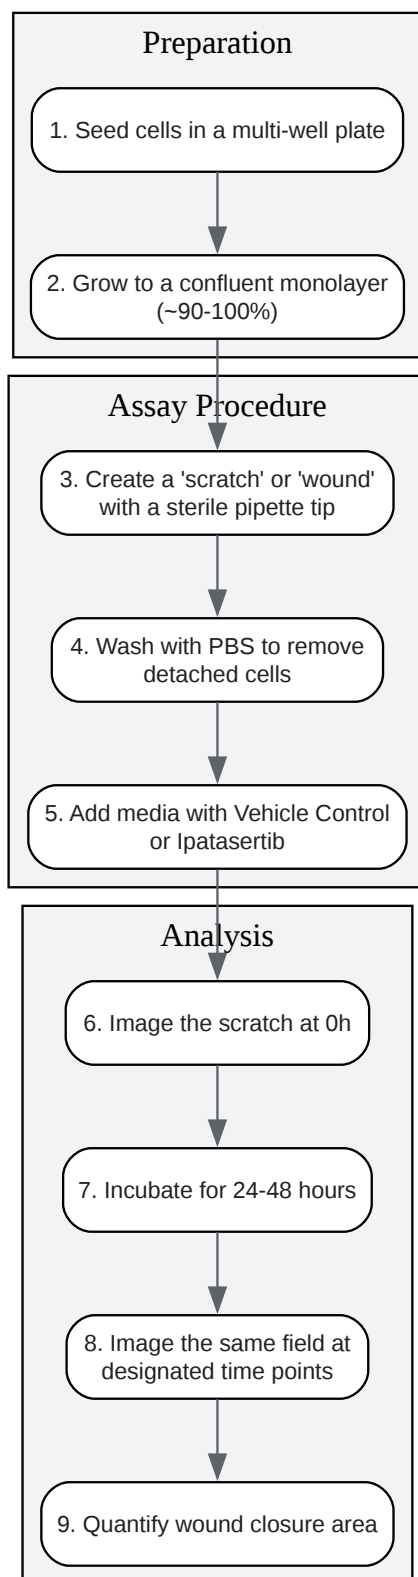 Preparation
1. Seed cells in a multi-well plate
2. Grow to a confluent monolayer
(~90-100%)
Assay Procedure
3. Create a 'scratch' or 'wound'
with a sterile pipette tip
4. Wash with PBS to remove
detached cells
5. Add media with Vehicle Control
or Ipatasertib
Analysis
6. Image the scratch at 0h
7. Incubate for 24-48 hours
8. Image the same field at
designated time points
9. Quantify wound closure area